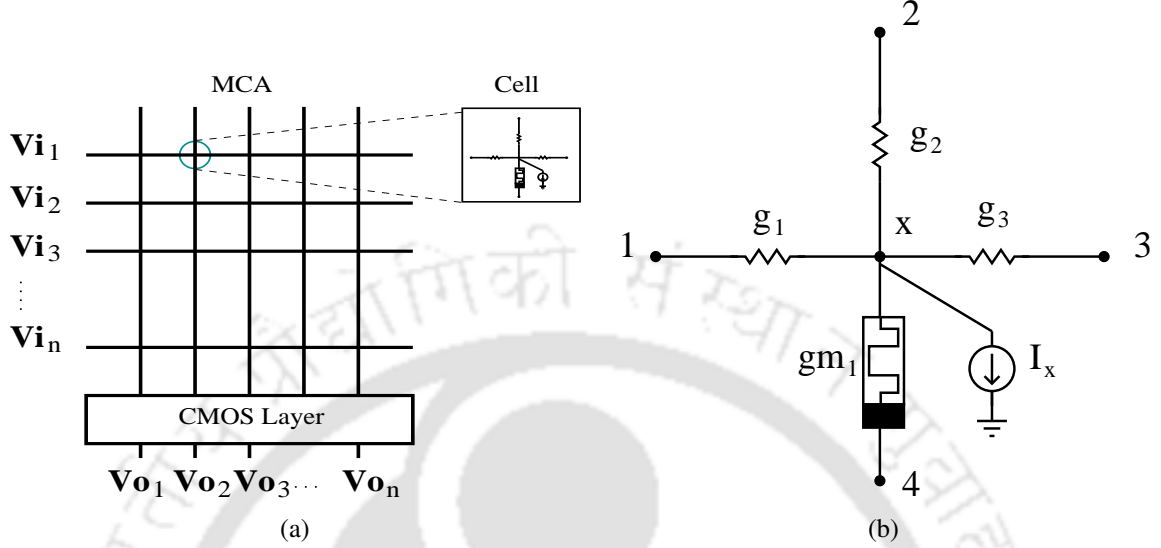 MCA
Cell
Vi1
Vi2
Vi3
Vin
CMOS Layer
Vo1 Vo2 Vo3... Von
(a)
2
g2
g1
x
g3
1
3
gm1
Ix
4
(b)